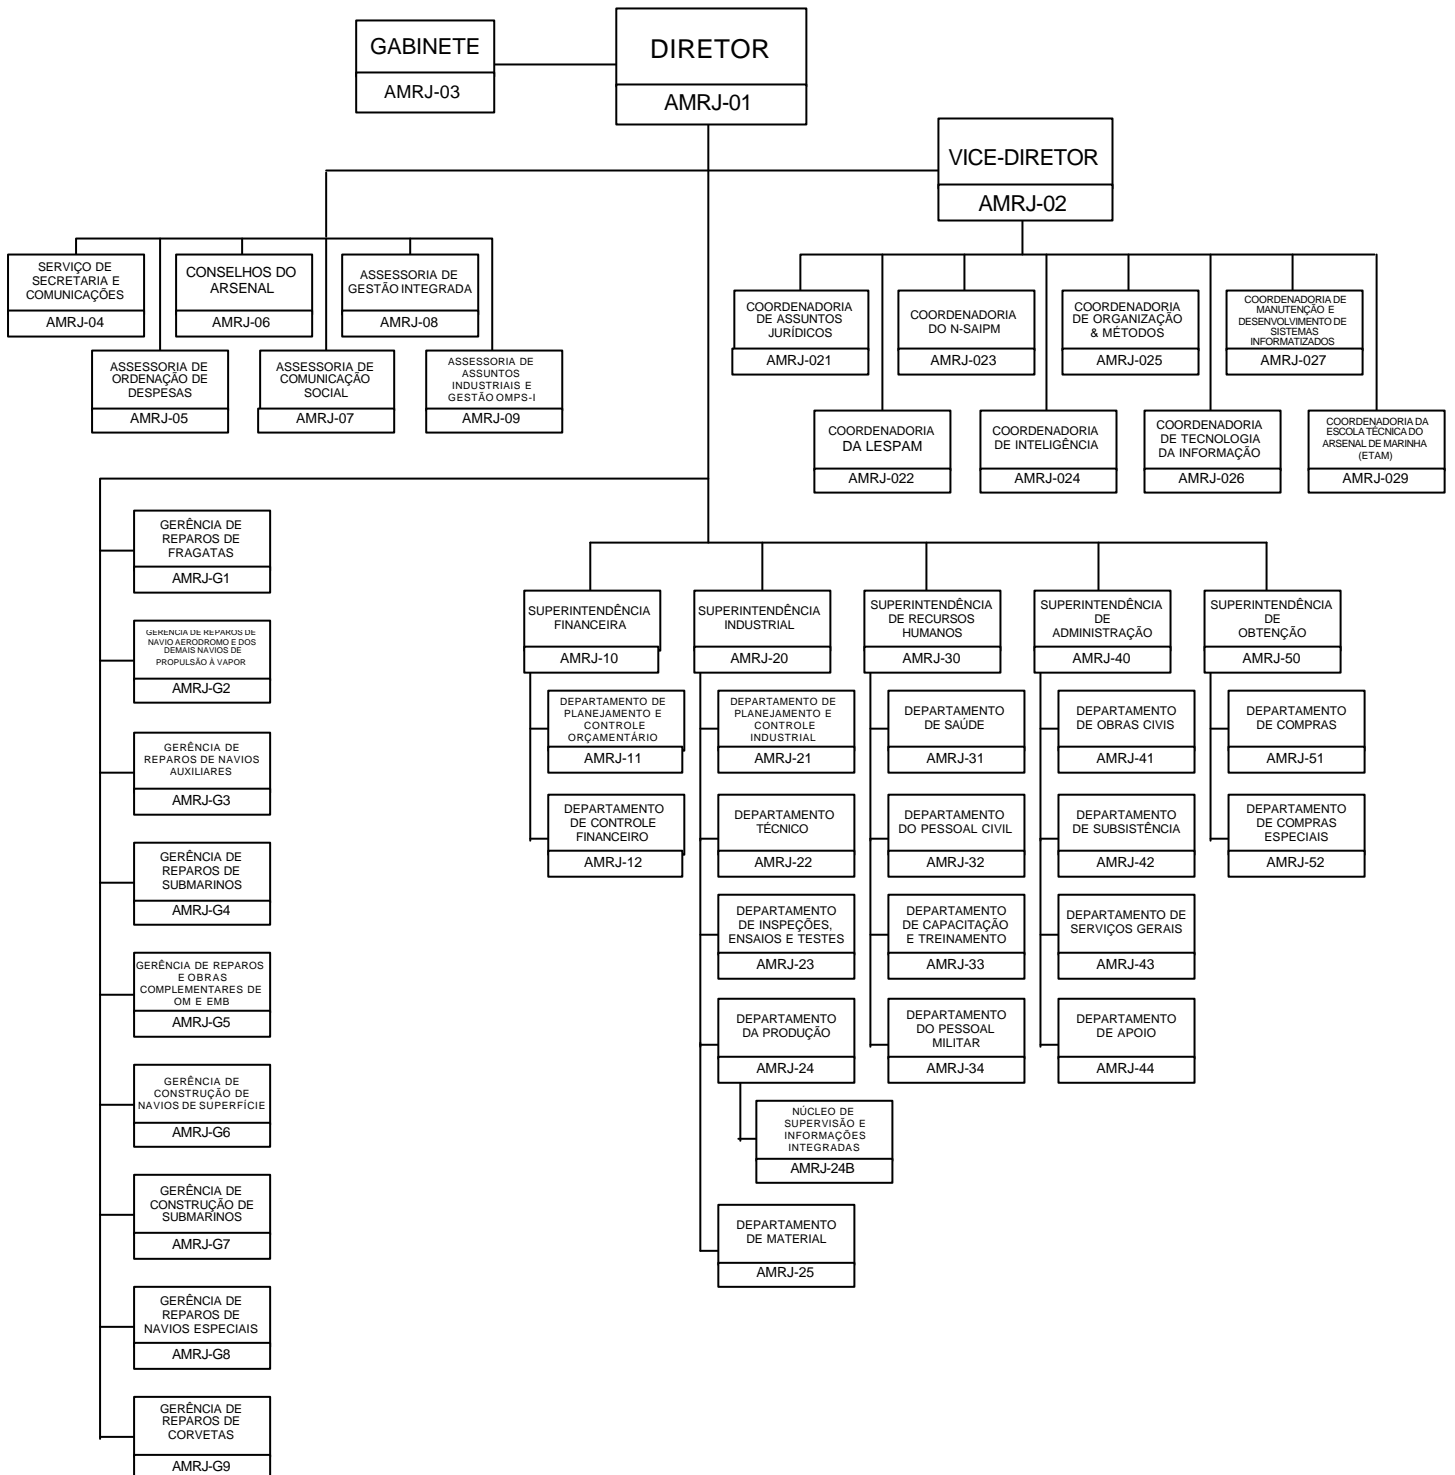 GABINETE
AMRJ-03
DIRETOR
AMRJ-01
VICE-DIRETOR
AMRJ-02
SERVIÇO DE
SECRETARIA E
COMUNICAÇÕES
AMRJ-04
CONSELHOS DO
ARSENAL
AMRJ-06
ASSESSORIA DE
GESTÃO INTEGRADA
AMRJ-08
ASSESSORIA DE
ORDENAÇÃO DE
DESPESAS
AMRJ-05
ASSESSORIA DE
COMUNICAÇÃO
SOCIAL
AMRJ-07
ASSESSORIA DE
ASSUNTOS
INDUSTRIAIS E
GESTÃO OMPS-I
AMRJ-09
COORDENADORIA
DE ASSUNTOS
JURÍDICOS
AMRJ-021
COORDENADORIA
DO N-SAIPM
AMRJ-023
COORDENADORIA
DE ORGANIZAÇÃO
& MÉTODOS
AMRJ-025
COORDENADORIA DE
MANUTENÇÃO E
DESENVOLVIMENTO DE
SISTEMAS
INFORMATIZADOS
AMRJ-027
COORDENADORIA
DA LESPAM
AMRJ-022
COORDENADORIA
DE INTELIGÊNCIA
AMRJ-024
COORDENADORIA
DE TECNOLOGIA
DA INFORMAÇÃO
AMRJ-026
COORDENADORIA DA
ESCOLA TÉCNICA DO
ARSENAL DE MARINHA
(ETAM)
AMRJ-029
GERÊNCIA DE
REPAROS DE
FRAGATAS
AMRJ-G1
GERÊNCIA DE REPAROS DE
NAVIO AERODROMO E DOS
DEMAIS NAVIOS DE
PROPULSÃO À VAPOR
AMRJ-G2
GERÊNCIA DE
REPAROS DE NAVIOS
AUXILIARES
AMRJ-G3
GERÊNCIA DE
REPAROS DE
SUBMARINOS
AMRJ-G4
GERÊNCIA DE REPAROS
E OBRAS
COMPLEMENTARES DE
OM E EMB
AMRJ-G5
GERÊNCIA DE
CONSTRUÇÃO DE
NAVIOS DE SUPERFÍCIE
AMRJ-G6
GERÊNCIA DE
CONSTRUÇÃO DE
SUBMARINOS
AMRJ-G7
GERÊNCIA DE
REPAROS DE
NAVIOS ESPECIAIS
AMRJ-G8
GERÊNCIA DE
REPAROS DE
CORVETAS
AMRJ-G9
SUPERINTENDÊNCIA
FINANCEIRA
AMRJ-10
DEPARTAMENTO DE
PLANEJAMENTO E
CONTROLE
ORÇAMENTÁRIO
AMRJ-11
DEPARTAMENTO
DE CONTROLE
FINANCEIRO
AMRJ-12
SUPERINTENDÊNCIA
INDUSTRIAL
AMRJ-20
DEPARTAMENTO DE
PLANEJAMENTO E
CONTROLE
INDUSTRIAL
AMRJ-21
DEPARTAMENTO
TÉCNICO
AMRJ-22
DEPARTAMENTO
DE INSPEÇÕES,
ENSAIOS E TESTES
AMRJ-23
DEPARTAMENTO
DA PRODUÇÃO
AMRJ-24
NÚCLEO DE
SUPERVISÃO E
INFORMAÇÕES
INTEGRADAS
AMRJ-24B
DEPARTAMENTO
DE MATERIAL
AMRJ-25
SUPERINTENDÊNCIA
DE RECURSOS
HUMANOS
AMRJ-30
DEPARTAMENTO
DE SAÚDE
AMRJ-31
DEPARTAMENTO
DO PESSOAL CIVIL
AMRJ-32
DEPARTAMENTO
DE CAPACITAÇÃO
E TREINAMENTO
AMRJ-33
DEPARTAMENTO
DO PESSOAL
MILITAR
AMRJ-34
SUPERINTENDÊNCIA
DE
ADMINISTRAÇÃO
AMRJ-40
DEPARTAMENTO
DE OBRAS CIVIS
AMRJ-41
DEPARTAMENTO
DE SUBSISTÊNCIA
AMRJ-42
DEPARTAMENTO DE
SERVIÇOS GERAIS
AMRJ-43
DEPARTAMENTO
DE APOIO
AMRJ-44
SUPERINTENDÊNCIA
DE
OBTENÇÃO
AMRJ-50
DEPARTAMENTO
DE COMPRAS
AMRJ-51
DEPARTAMENTO
DE COMPRAS
ESPECIAIS
AMRJ-52